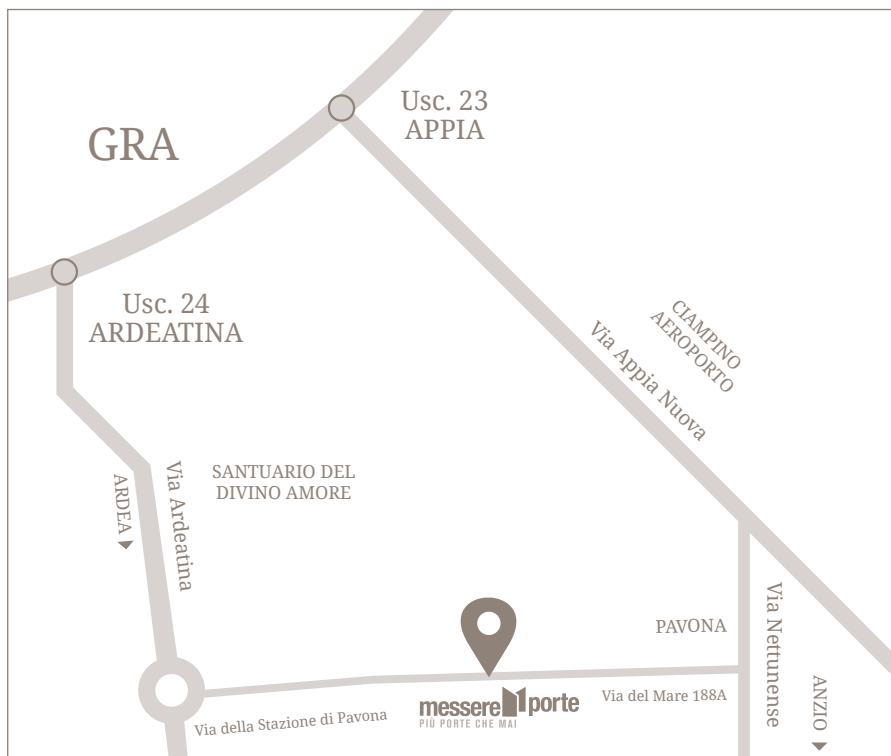 Usc. 23
APPIA
GRA
Usc. 24
ARDEATINA
CIAMPINO
AEROPORTO
Via Appia Nuova
SANTUARIO DEL
DIVINO AMORE
Via Ardeatina
ARDEA
PAVONA
Via Nettunense
ANZIO
messere porte
PIÙ PORTE CHE MAI
Via del Mare 188A
Via della Stazione di Pavona